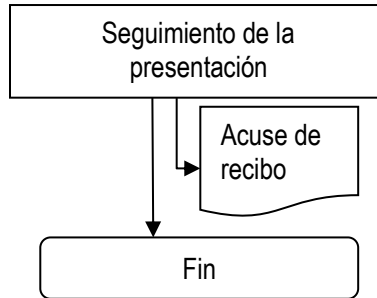 Seguimiento de la
presentación
Acuse de
recibo
Fin